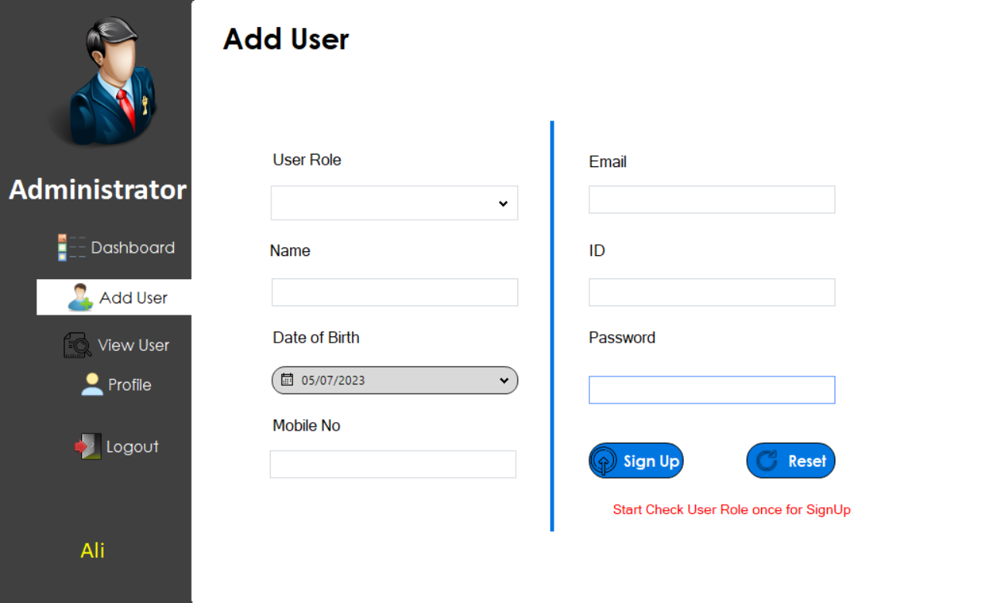 Add User
Administrator
Dashboard
Add User
View User
Profile
Logout
Ali
User Role
Name
Date of Birth
05/07/2023
Mobile No
Email
ID
Password
Sign Up
Reset
Start Check User Role once for SignUp